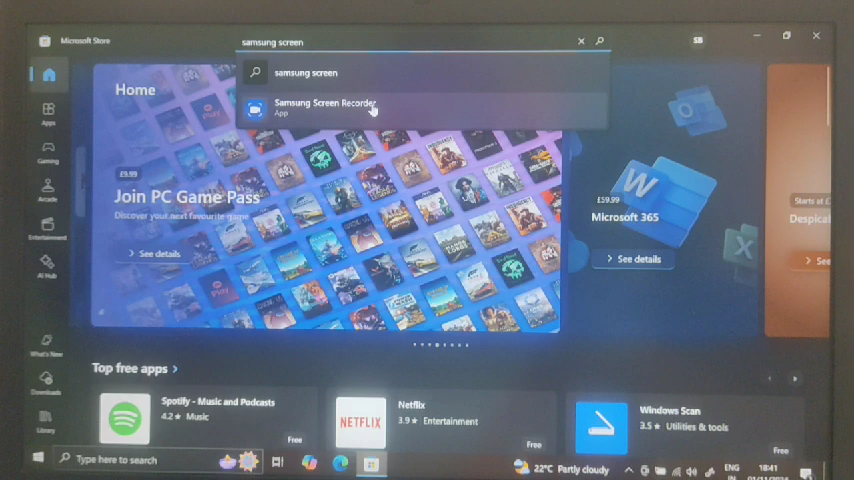 Microsoft Store
samsung screen
SB
samsung screen
Samsung Screen Recorder
App
Home
Apps
Gaming
Arcade
Entertainment
AI Hub
What's New
Downloads
Library
£9.99
Join PC Game Pass
Discover your next favourite game
See details
£59.99
Microsoft 365
See details
Starts at £
Despical
See
Top free apps
Spotify - Music and Podcasts
4.2★ Music
Free
NETFLIX
Netflix
3.9★ Entertainment
Free
Windows Scan
3.5★ Utilities & tools
Free
Type here to search
22°C Partly cloudy
ENG
IN
18:41
01/11/2024